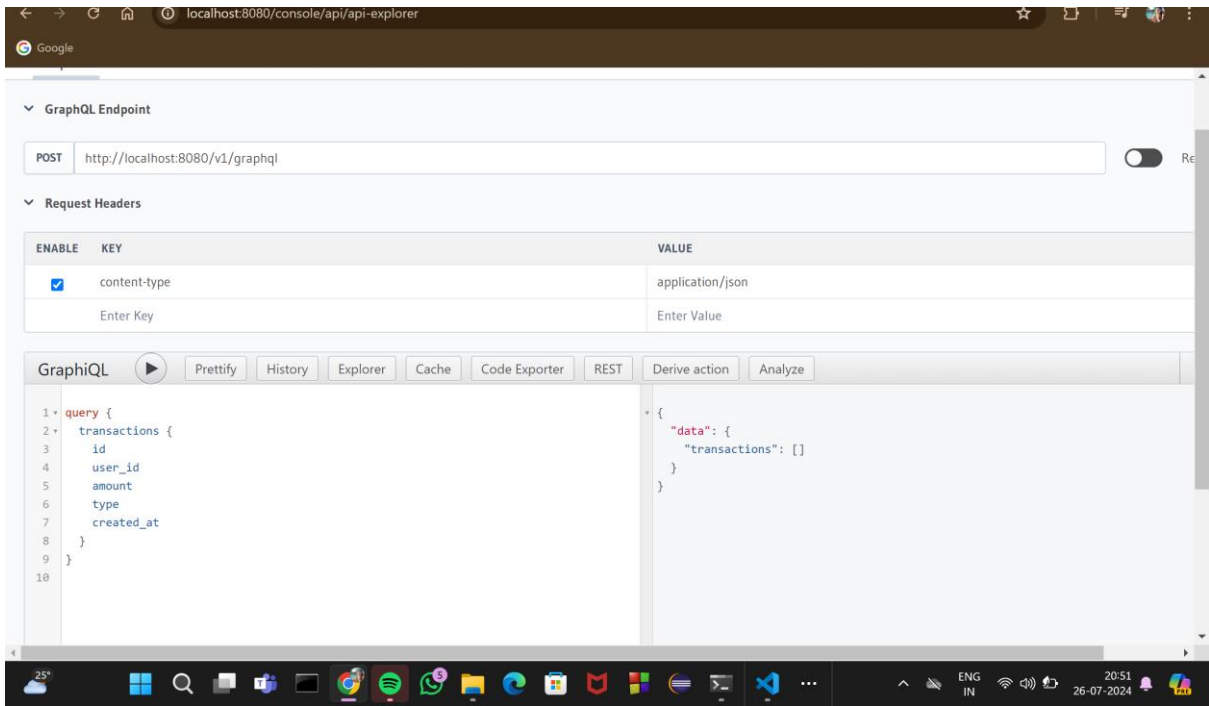 localhost:8080/console/api/api-explorer
Google
GraphQL Endpoint
POST http://localhost:8080/v1/graphql
Request Headers
ENABLE KEY VALUE
content-type application/json
Enter Key Enter Value
GraphiQL Prettify History Explorer Cache Code Exporter REST Derive action Analyze
1 query {
2 transactions {
3 id
4 user_id
5 amount
6 type
7 created_at
8 }
9 }
10
{
"data": {
"transactions": []
}
}
25°
5
ENG
IN
20:51
26-07-2024
PRE